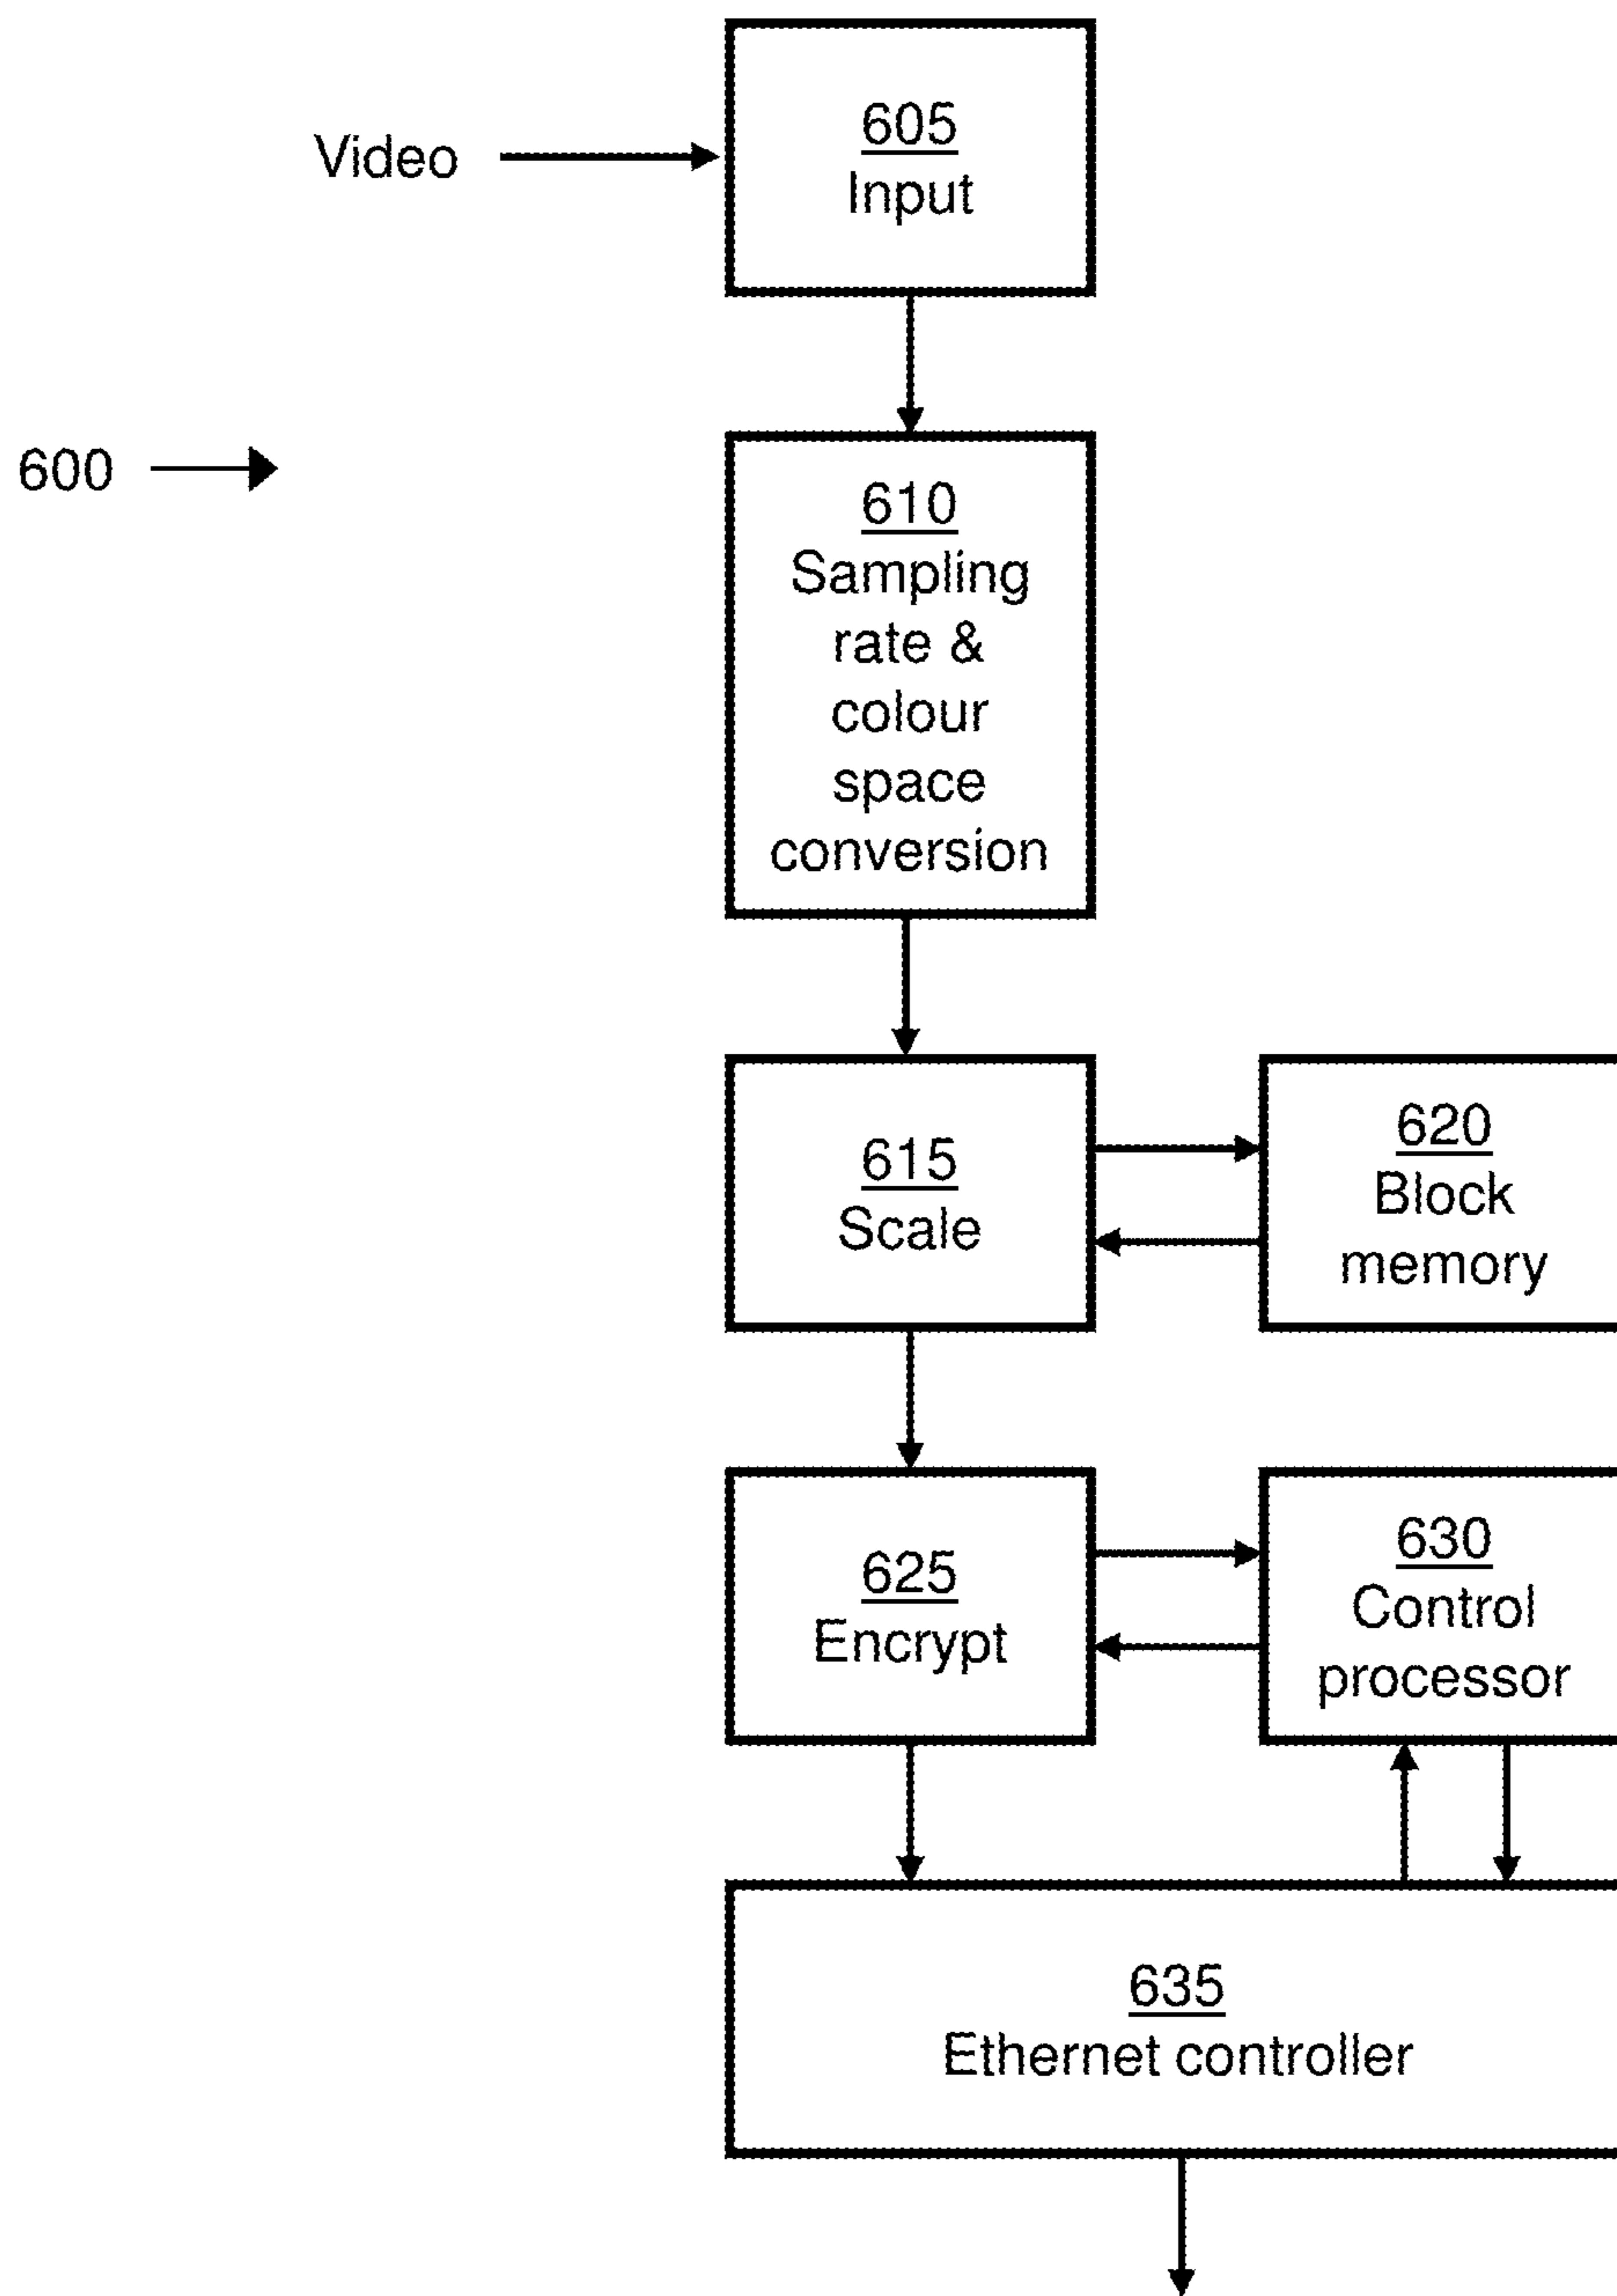 605
Video
Input
600
610
Sampling
rate &
colour
space
conversion
615
Scale
620
Block
memory
625
Encrypt
630
Control
processor
635
Ethernet controller